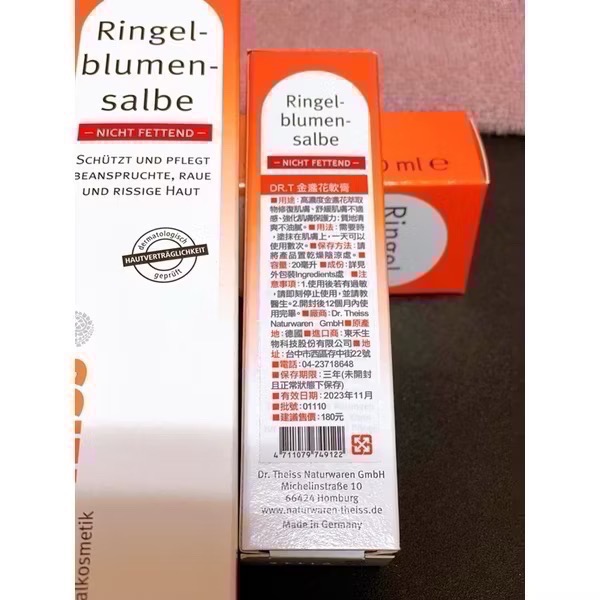 Ringel-
blumen-
salbe
— NICHT FETTEND —
SCHÜTZT UND PFLEGT
BEANSPRUCHTE, RAUE
UND RISSIGE HAUT
dermatologisch
HAUTVERTRÄGLICHKEIT
geprüft
alkosmetik
Ringel-
blumen-
salbe
— NICHT FETTEND —
DR.T 金盞花軟膏
■用途:高濃度金盞花萃取
物修復肌膚、舒緩肌膚不適
感、強化肌膚保護力;質地清
爽不油膩。■用法:需要時
,塗抹在肌膚上,一天可以
使用數次。■保存方法:請
將產品置乾燥陰涼處。■
容量:20毫升 ■成份:詳見
外包裝Ingredients處 ■注
意事項:1.使用後若有過敏
,請即刻停止使用,並請教
醫生。2.開封後12個月內使
用完畢。■廠商:Dr. Theiss
Naturwaren GmbH■原產
地:德國■進口商:東禾生
物科技股份有限公司■
地址:台中市西區存中街22號
■電話:04-23718648
■保存期限:三年(未開封
且正常狀態下保存)
■有效日期:2023年11月
■批號:01110
■建議售價:180元
4 711079 749122
Dr. Theiss Naturwaren GmbH
Michelinstraße 10
66424 Homburg
www.naturwaren-theiss.de
Made in Germany
0 ml e
Ringel